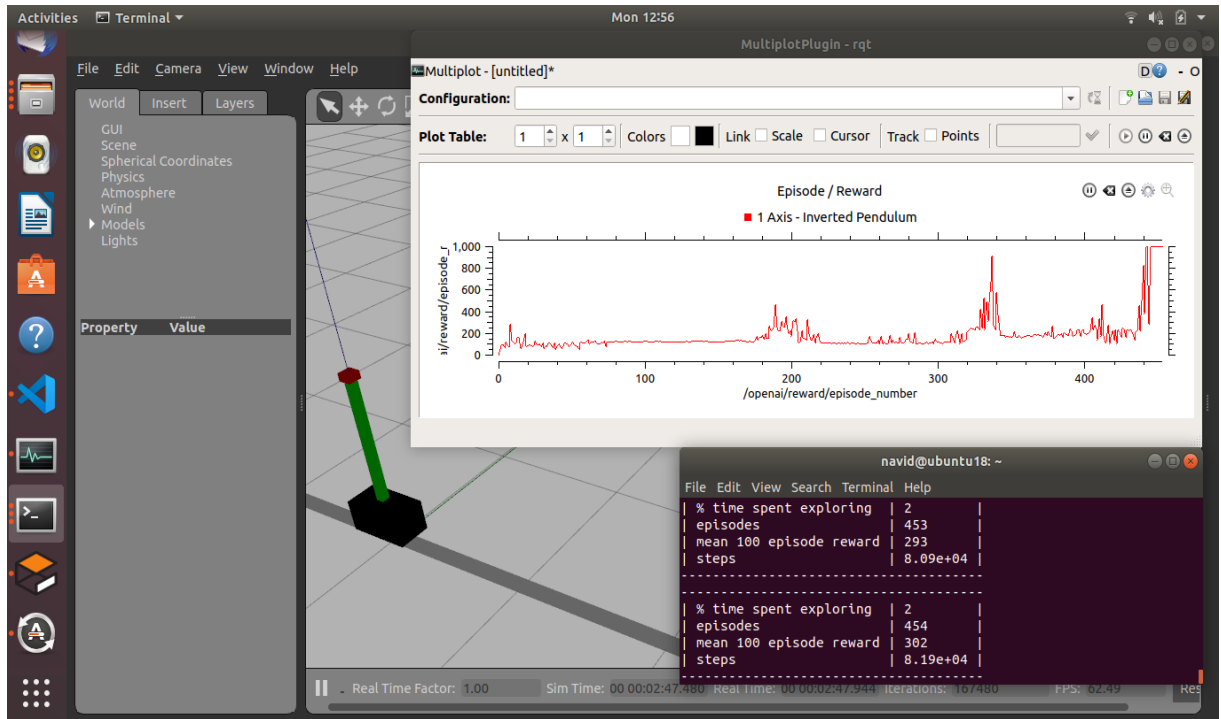 Activities Terminal Mon 12:56
MultiplotPlugin - rqt
File Edit Camera View Window Help
World Insert Layers
GUI
Scene
Spherical Coordinates
Physics
Atmosphere
Wind
Models
Lights
Property Value
Multiplot - [untitled]*
D - O
Configuration:
Plot Table: 1 x 1 Colors Link Scale Cursor Track Points
Episode / Reward
1 Axis - Inverted Pendulum
ai/reward/episode_r
1,000
800
600
400
200
0
0 100 200 300 400
/openai/reward/episode_number
navid@ubuntu18: ~
File Edit View Search Terminal Help
| % time spent exploring | 2 |
| episodes | 453 |
| mean 100 episode reward | 293 |
| steps | 8.09e+04 |
--------------------------------------
--------------------------------------
| % time spent exploring | 2 |
| episodes | 454 |
| mean 100 episode reward | 302 |
| steps | 8.19e+04 |
--------------------------------------
Real Time Factor: 1.00 Sim Time: 00 00:02:47.480 Real Time: 00 00:02:47.944 Iterations: 167480 FPS: 62.49 Res